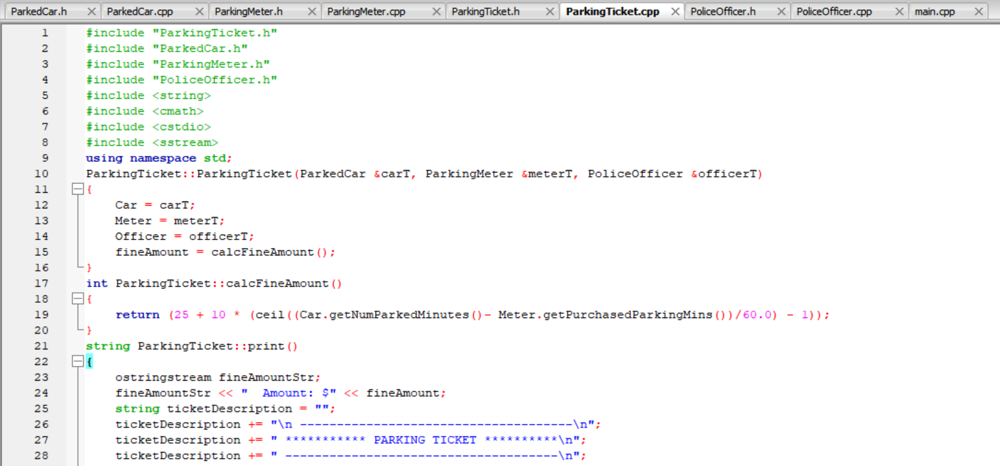 ParkedCar.h ParkedCar.cpp ParkingMeter.h ParkingMeter.cpp ParkingTicket.h ParkingTicket.cpp PoliceOfficer.h PoliceOfficer.cpp main.cpp
1 #include "ParkingTicket.h"
2 #include "ParkedCar.h"
3 #include "ParkingMeter.h"
4 #include "PoliceOfficer.h"
5 #include <string>
6 #include <cmath>
7 #include <cstdio>
8 #include <sstream>
9 using namespace std;
10 ParkingTicket::ParkingTicket(ParkedCar &carT, ParkingMeter &meterT, PoliceOfficer &officerT)
11 {
12     Car = carT;
13     Meter = meterT;
14     Officer = officerT;
15     fineAmount = calcFineAmount();
16 }
17 int ParkingTicket::calcFineAmount()
18 {
19     return (25 + 10 * (ceil((Car.getNumParkedMinutes()- Meter.getPurchasedParkingMins())/60.0) - 1));
20 }
21 string ParkingTicket::print()
22 {
23     ostringstream fineAmountStr;
24     fineAmountStr << "  Amount: $" << fineAmount;
25     string ticketDescription = "";
26     ticketDescription += "\n -------------------------------------\n";
27     ticketDescription += " *********** PARKING TICKET **********\n";
28     ticketDescription += " -------------------------------------\n";